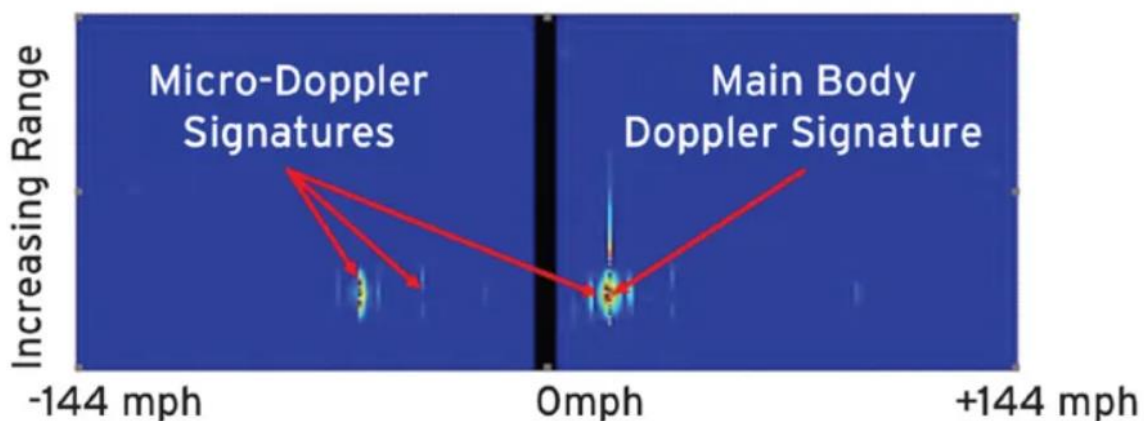 Increasing Range
Micro-Doppler
Signatures
Main Body
Doppler Signature
-144 mph
0mph
+144 mph